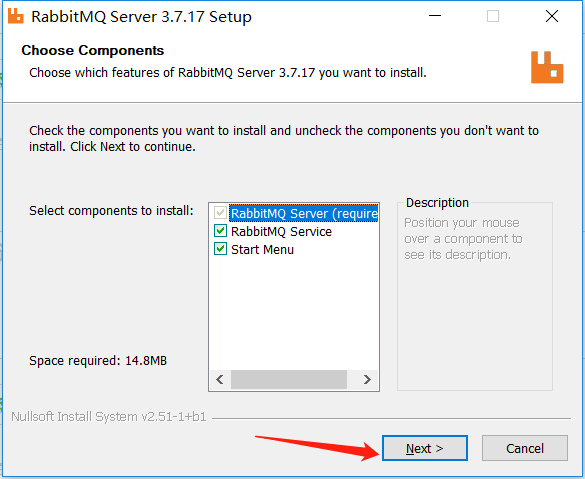 RabbitMQ Server 3.7.17 Setup
Choose Components
Choose which features of RabbitMQ Server 3.7.17 you want to install.
Check the components you want to install and uncheck the components you don't want to
install. Click Next to continue.
Select components to install:
RabbitMQ Server (require
RabbitMQ Service
Start Menu
Description
Position your mouse
over a component to
see its description.
Space required: 14.8MB
Nullsoft Install System v2.51-1+b1
Next >
Cancel